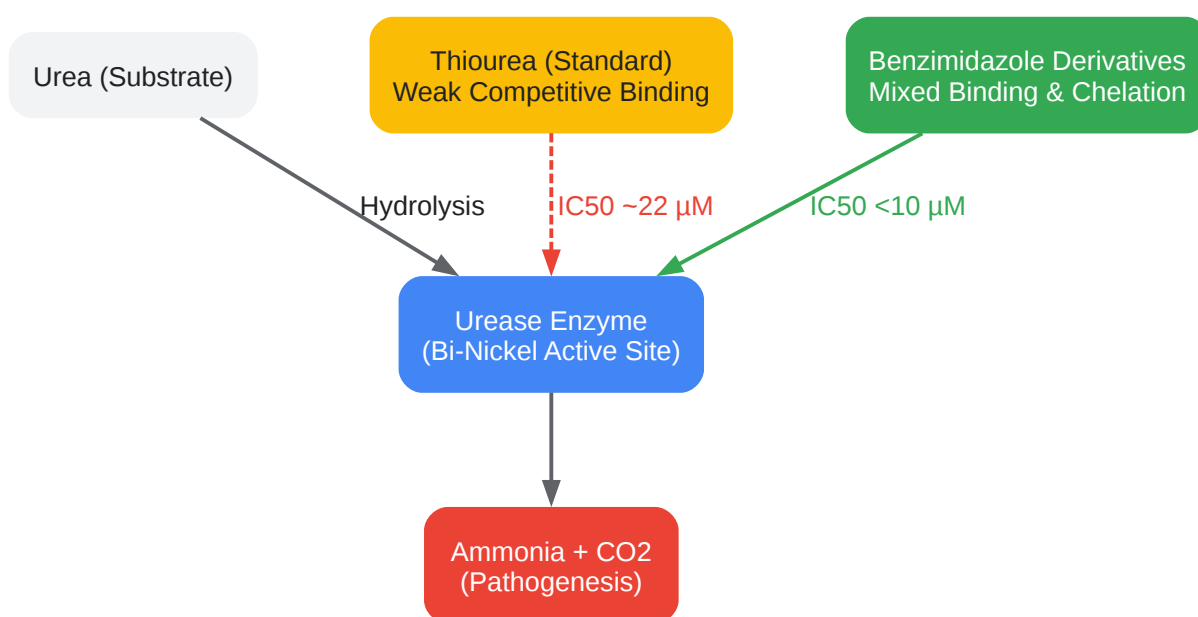 Urea (Substrate)
Thiourea (Standard)
Weak Competitive Binding
Benzimidazole Derivatives
Mixed Binding & Chelation
Hydrolysis
IC50 ~22 µM
IC50 <10 µM
Urease Enzyme
(Bi-Nickel Active Site)
Ammonia + CO2
(Pathogenesis)